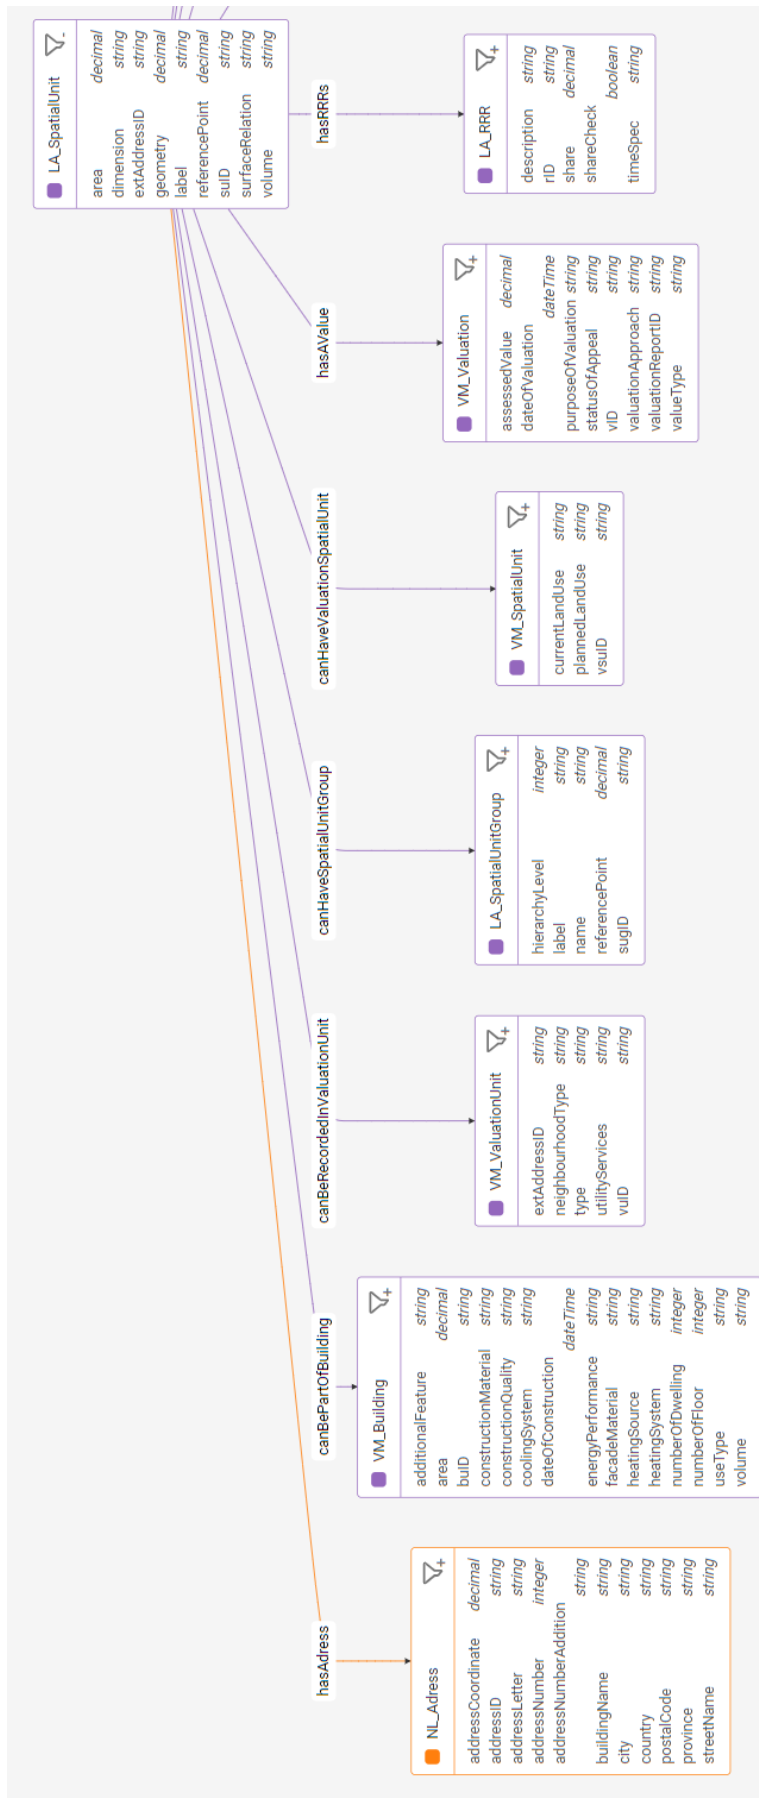 LA_SpatialUnit
area decimal
dimension string
extAddressID string
geometry decimal
label string
referencePoint decimal
suID string
surfaceRelation string
volume string
hasRRRs
LA_RRR
description string
rID string
share decimal
shareCheck boolean
timeSpec string
hasAValue
VM_Valuation
assessedValue decimal
dateOfValuation dateTime
purposeOfValuation string
statusOfAppeal string
vID string
valuationApproach string
valuationReportID string
valueType string
canHaveValuationSpatialUnit
VM_SpatialUnit
currentLandUse string
plannedLandUse string
vsuID string
canHaveSpatialUnitGroup
LA_SpatialUnitGroup
hierarchyLevel integer
label string
name string
referencePoint decimal
sugID string
canBeRecordedInValuationUnit
VM_ValuationUnit
extAddressID string
neighbourhoodType string
type string
utilityServices string
vuID string
canBePartOfBuilding
VM_Building
additionalFeature string
area decimal
buID string
constructionMaterial string
constructionQuality string
coolingSystem string
dateOfConstruction dateTime
energyPerformance string
facadeMaterial string
heatingSource string
heatingSystem string
numberOfDwelling integer
numberOfFloor integer
useType string
volume string
hasAdress
NL_Adress
addressCoordinate decimal
addressID string
addressLetter string
addressNumber integer
addressNumberAddition string
buildingName string
city string
country string
postalCode string
province string
streetName string